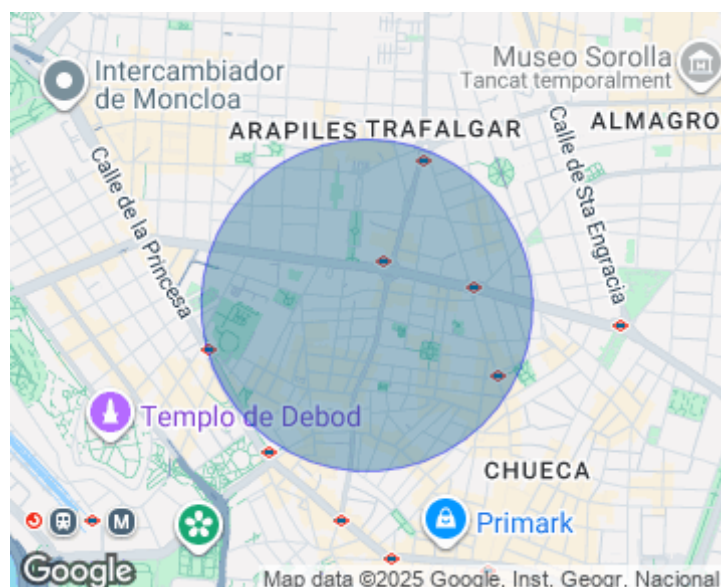 Museo Sorolla
Tancat temporalment
Intercambiador
de Moncloa
ARAPILES
TRAFALGAR
ALMAGRO
Calle de Sta Engracia
Calle de la Princesa
Templo de Debod
CHUECA
M
Primark
Google
Map data ©2025 Google, Inst. Geogr. Nacional